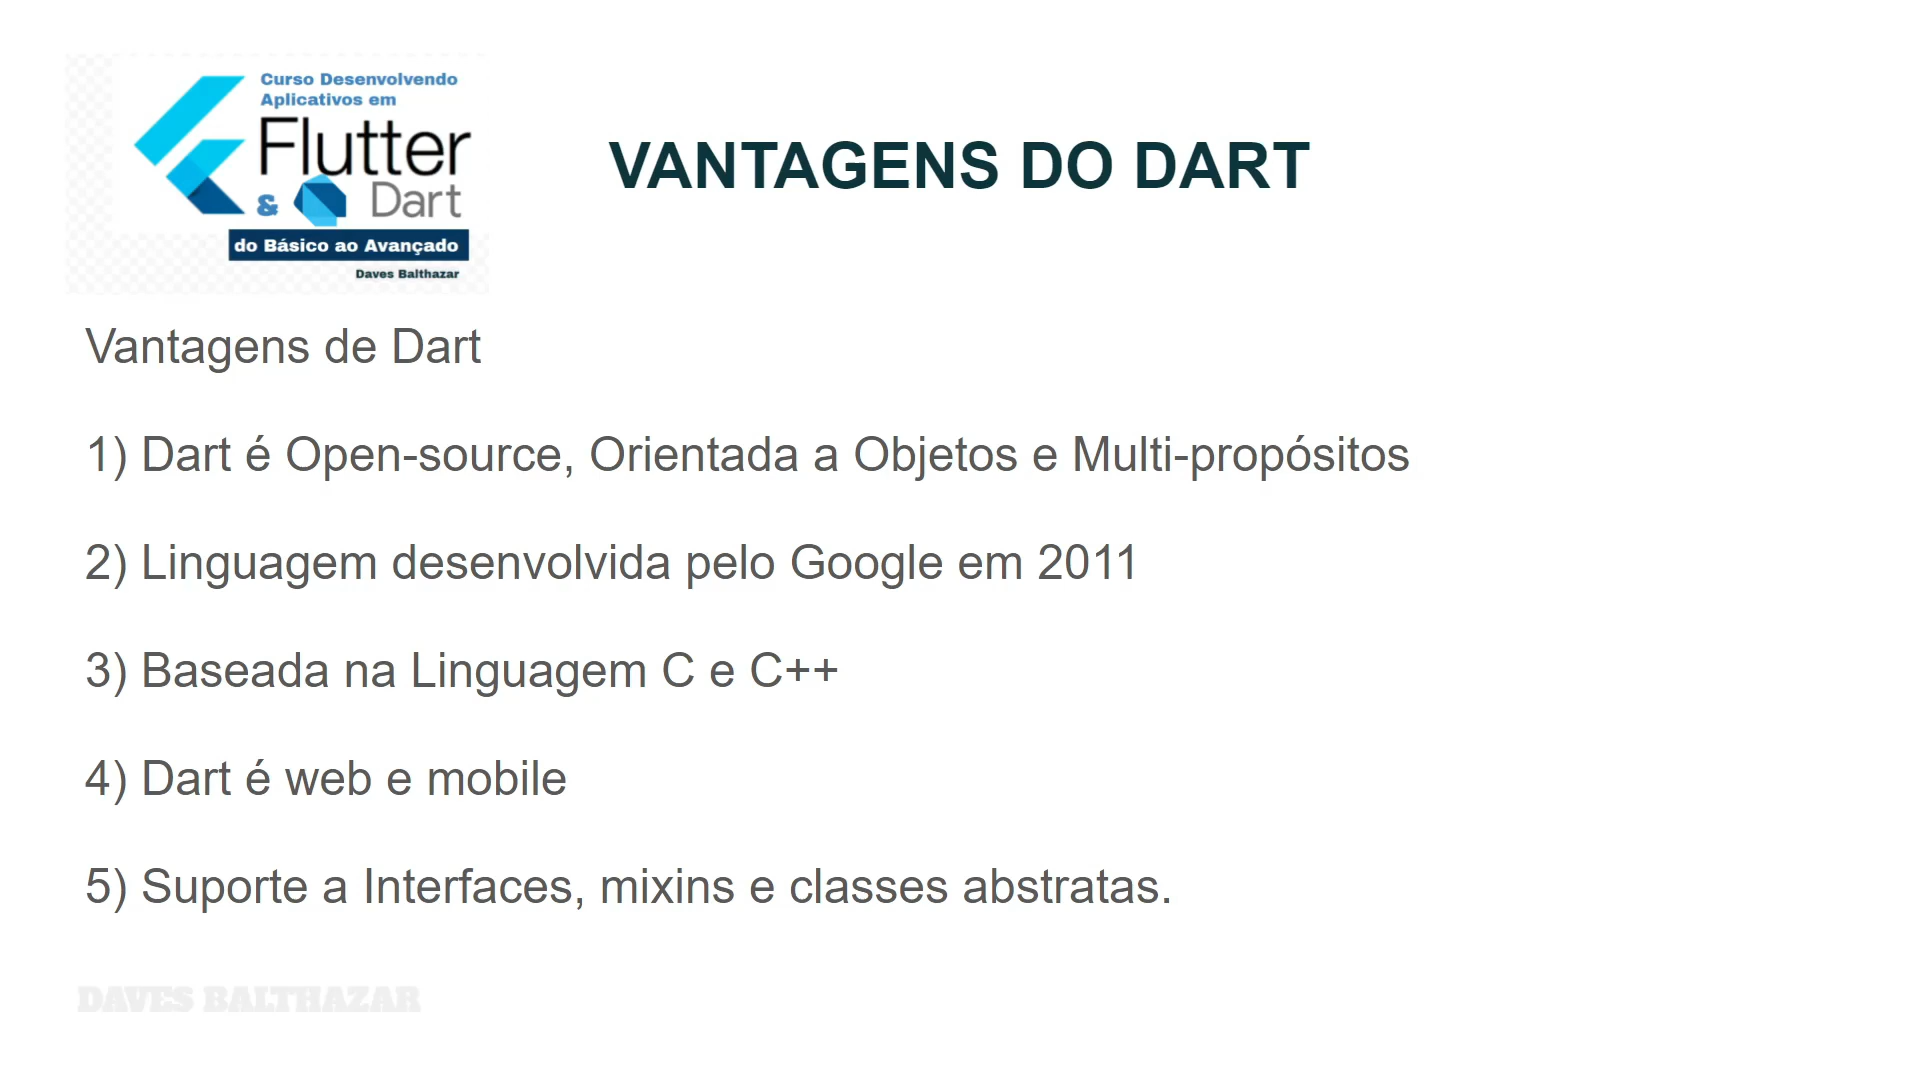 Curso Desenvolvendo
Aplicativos em
Flutter
& Dart
do Básico ao Avançado
Daves Balthazar
VANTAGENS DO DART
Vantagens de Dart
1) Dart é Open-source, Orientada a Objetos e Multi-propósitos
2) Linguagem desenvolvida pelo Google em 2011
3) Baseada na Linguagem C e C++
4) Dart é web e mobile
5) Suporte a Interfaces, mixins e classes abstratas.
DAVES BALTHAZAR